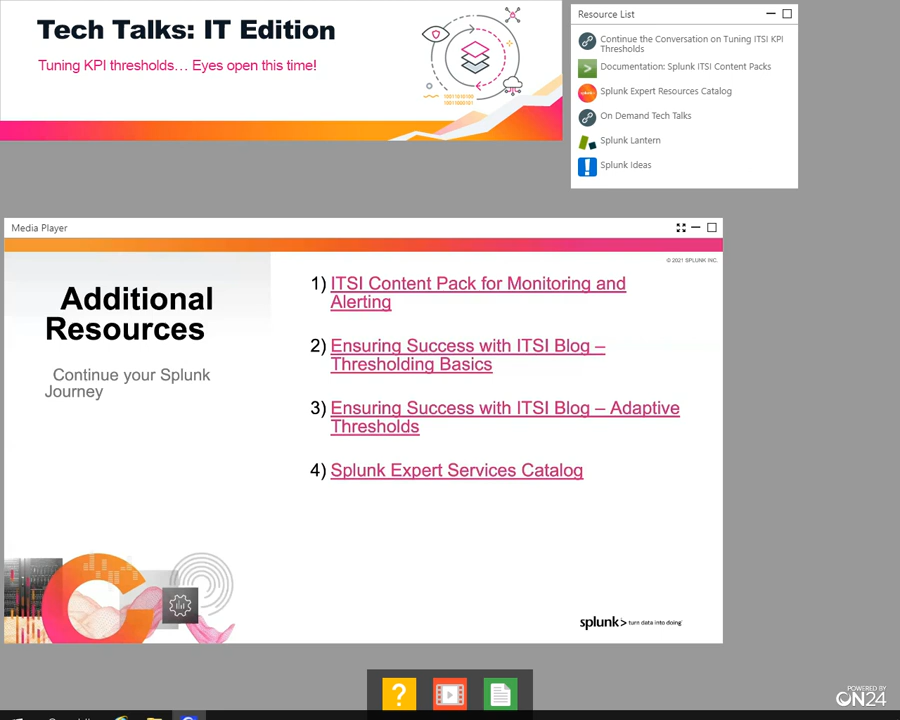 Tech Talks: IT Edition
Tuning KPI thresholds... Eyes open this time!
10011010100
10011000101
Resource List
Continue the Conversation on Tuning ITSI KPI
Thresholds
Documentation: Splunk ITSI Content Packs
Splunk Expert Resources Catalog
On Demand Tech Talks
Splunk Lantern
Splunk Ideas
Media Player
© 2021 SPLUNK INC.
Additional
Resources
Continue your Splunk
Journey
1) ITSI Content Pack for Monitoring and
Alerting
2) Ensuring Success with ITSI Blog –
Thresholding Basics
3) Ensuring Success with ITSI Blog – Adaptive
Thresholds
4) Splunk Expert Services Catalog
splunk> turn data into doing
POWERED BY
ON24